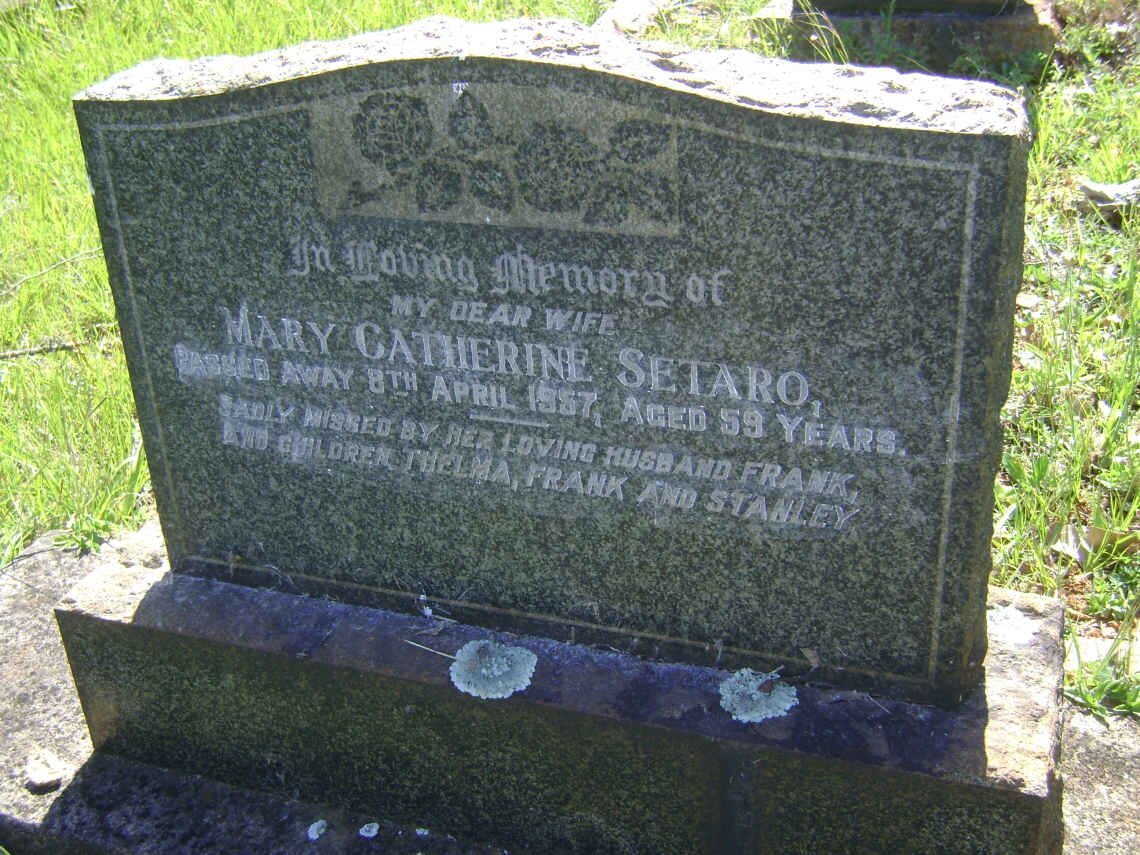 In Loving Memory of
MY DEAR WIFE
MARY CATHERINE SETARO,
PASSED AWAY 8TH APRIL 1957, AGED 59 YEARS.
SADLY MISSED BY HER LOVING HUSBAND FRANK,
AND CHILDREN, THELMA, FRANK AND STANLEY